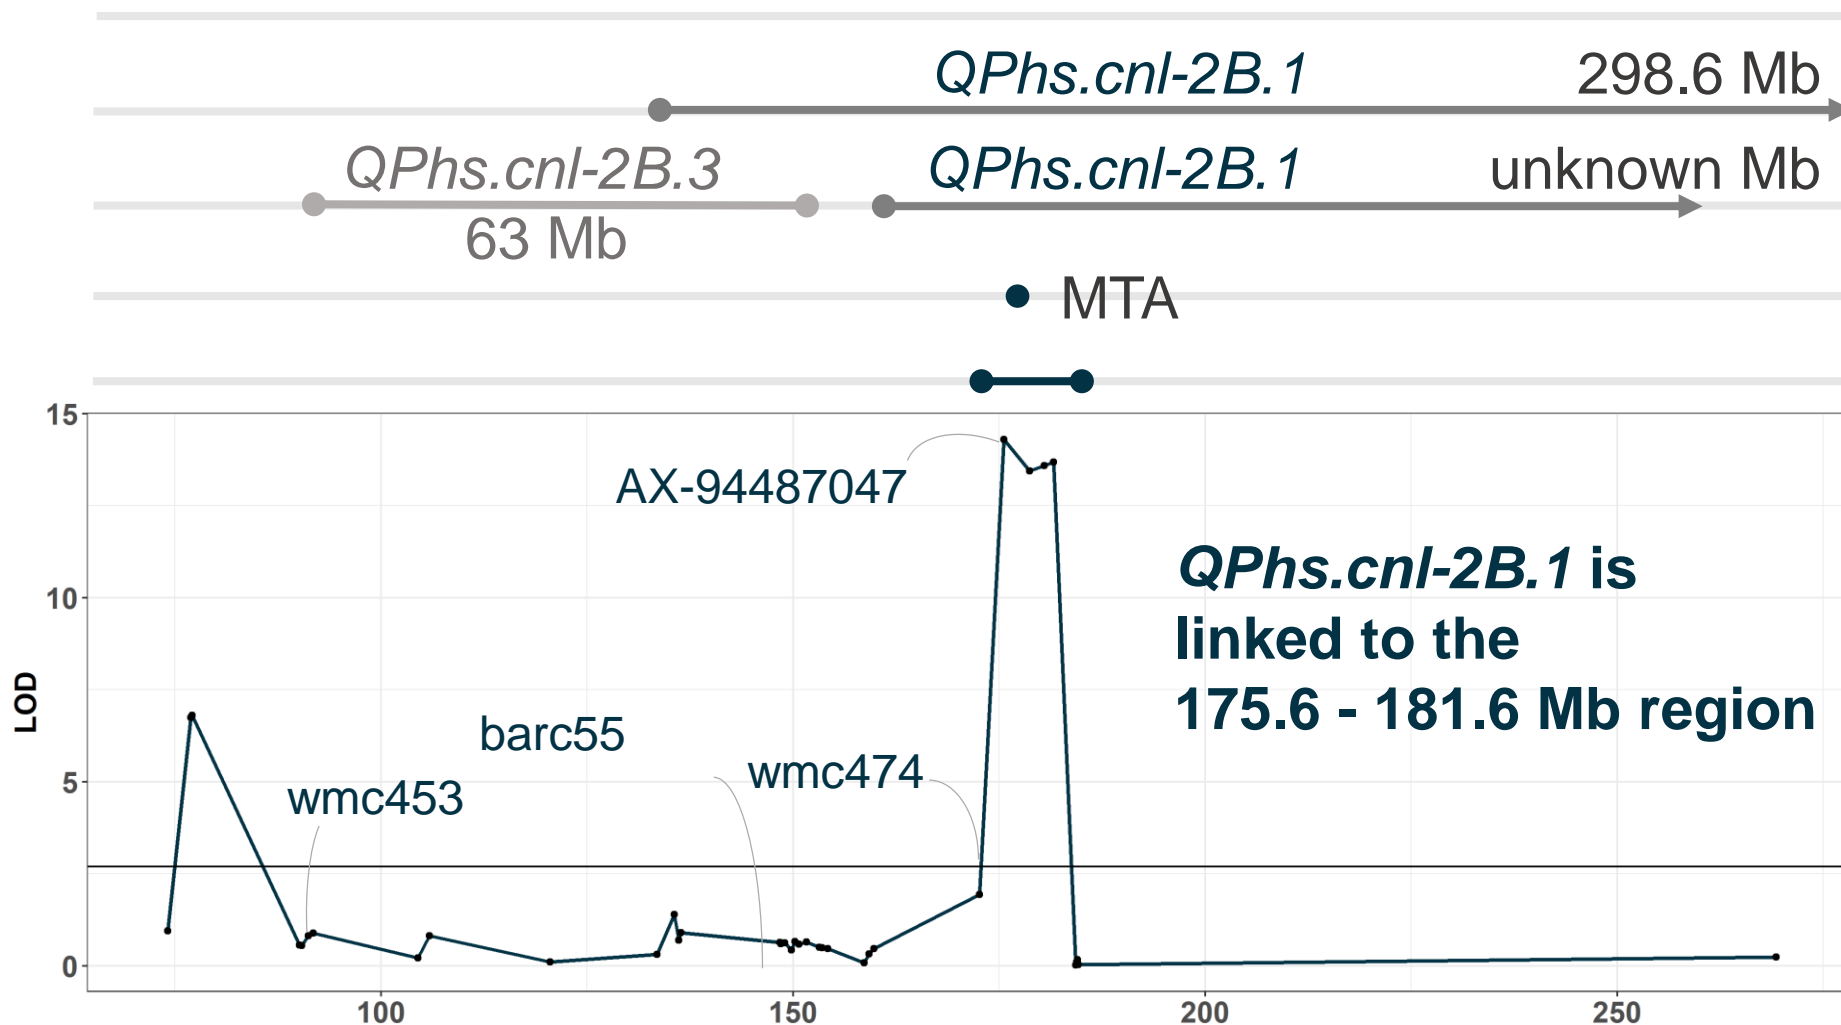 QPhs.cnl-2B.1 298.6 Mb
QPhs.cnl-2B.3 QPhs.cnl-2B.1 unknown Mb
63 Mb
MTA
15
AX-94487047
10
QPhs.cnl-2B.1 is
linked to the
175.6 - 181.6 Mb region
LOD
barc55
wmc474
5
wmc453
0
100 150 200 250